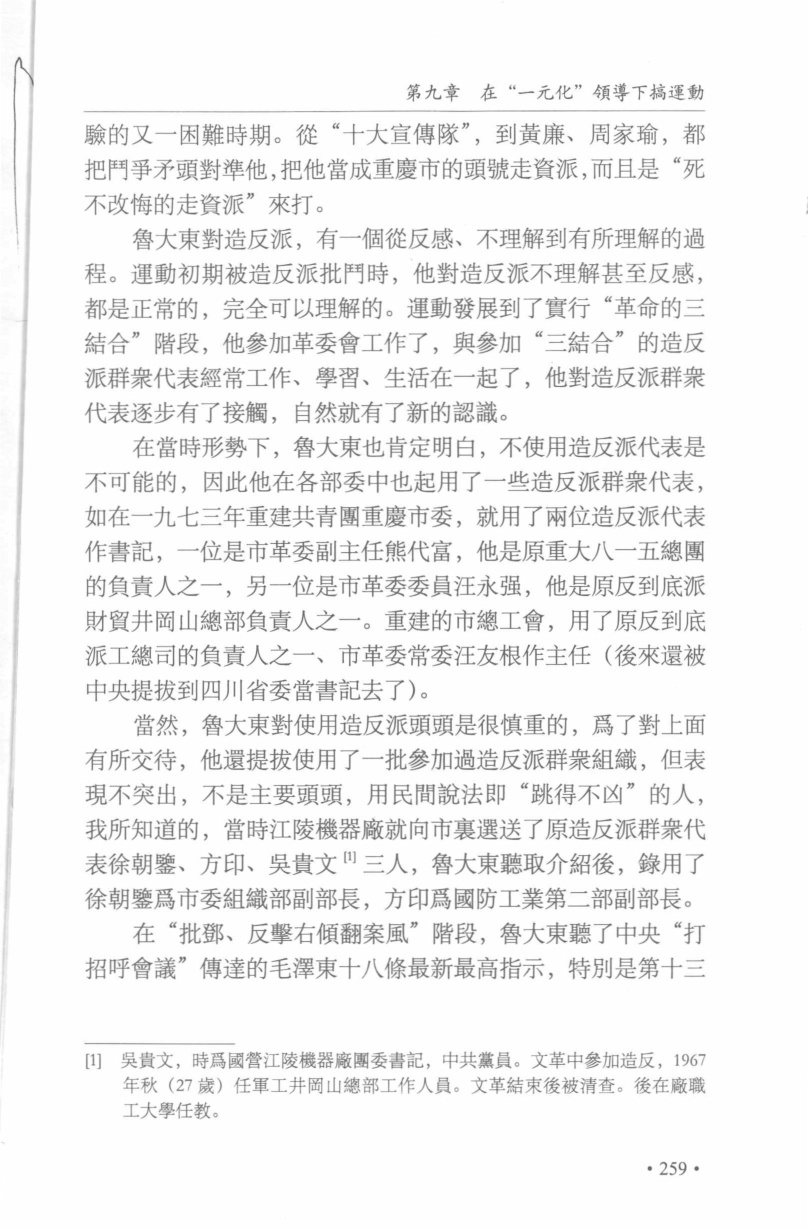 第九章　在“一元化”領導下搞運動
驗的又一困難時期。從“十大宣傳隊”，到黃廉、周家瑜，都
把鬥爭矛頭對準他，把他當成重慶市的頭號走資派，而且是“死
不改悔的走資派”來打。
魯大東對造反派，有一個從反感、不理解到有所理解的過
程。運動初期被造反派批鬥時，他對造反派不理解甚至反感，
都是正常的，完全可以理解的。運動發展到了實行“革命的三
結合”階段，他參加革委會工作了，與參加“三結合”的造反
派群衆代表經常工作、學習、生活在一起了，他對造反派群衆
代表逐步有了接觸，自然就有了新的認識。
在當時形勢下，魯大東也肯定明白，不使用造反派代表是
不可能的，因此他在各部委中也起用了一些造反派群衆代表，
如在一九七三年重建共青團重慶市委，就用了兩位造反派代表
作書記，一位是市革委副主任熊代富，他是原重大八一五總團
的負責人之一，另一位是市革委委員汪永强，他是原反到底派
財貿井岡山總部負責人之一。重建的市總工會，用了原反到底
派工總司的負責人之一、市革委常委汪友根作主任（後來還被
中央提拔到四川省委當書記去了）。
當然，魯大東對使用造反派頭頭是很慎重的，爲了對上面
有所交待，他還提拔使用了一批參加過造反派群衆組織，但表
現不突出，不是主要頭頭，用民間說法即“跳得不凶”的人，
我所知道的，當時江陵機器廠就向市裏選送了原造反派群衆代
表徐朝鑒、方印、吳貴文[1]三人，魯大東聽取介紹後，錄用了
徐朝鑒爲市委組織部副部長，方印爲國防工業第二部副部長。
在“批鄧、反擊右傾翻案風”階段，魯大東聽了中央“打
招呼會議”傳達的毛澤東十八條最新最高指示，特別是第十三
[1]　吳貴文，時爲國營江陵機器廠團委書記，中共黨員。文革中參加造反，1967
年秋（27 歲）任軍工井岡山總部工作人員。文革結束後被清查。後在廠職
工大學任教。
• 259 •